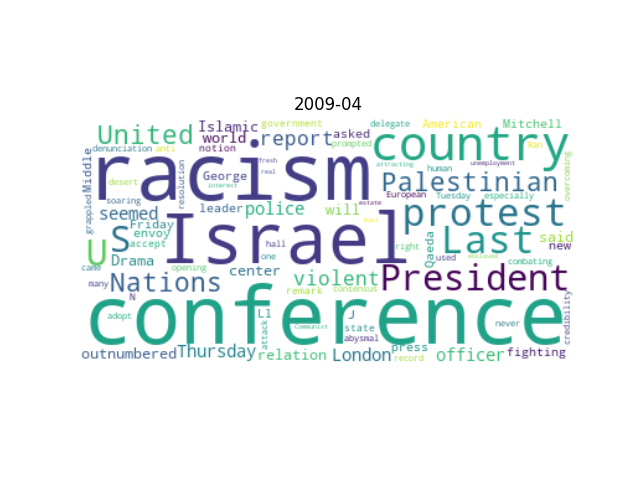 2009-04
United Islamic government delegate American Mitchell
denunciation anti world report asked prompted country Ran
racism fresh attracting unemployment
Middle desert resolution George real human Palestinian overcoming
soaring interest European Tuesday especially
grappled seemed leader police will estate protest
Friday Israel burr
U S envoy hall right Qaeda Last said
Drama accept one used enslaved new
came opening center consensus combating
many Nations violent President
N remark
conference
adopt Ll J never credibility
attack Communist state
abysmal
outnumbered Thursday relation London press officer fighting
record
notion